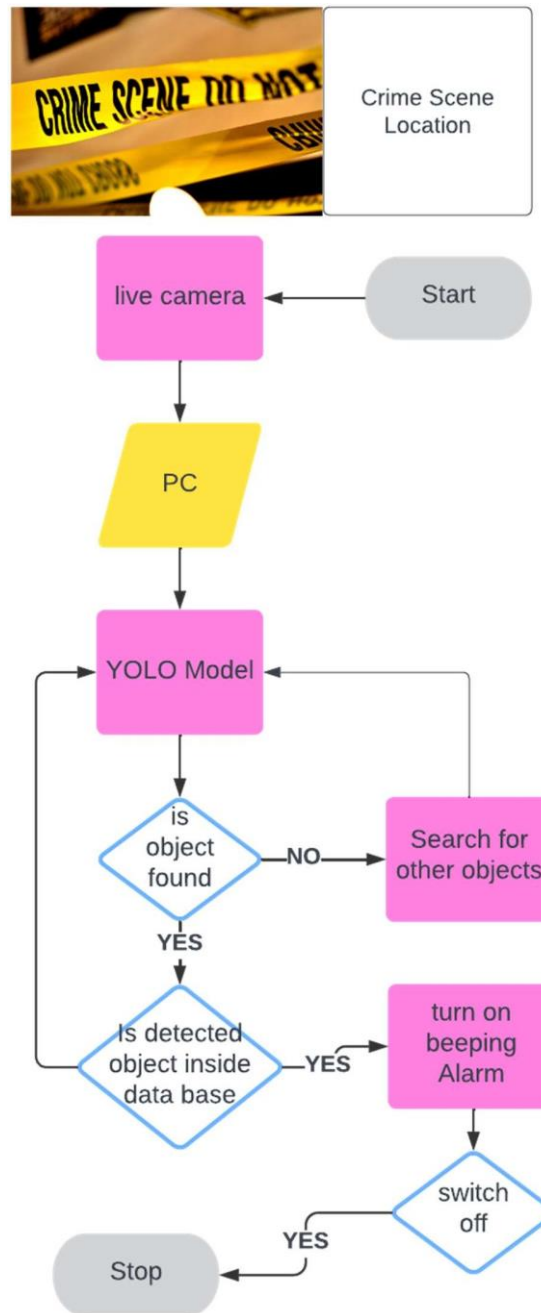 CRIME SCENE DO NOT
Crime Scene
Location
live camera
Start
PC
YOLO Model
is
object
found
NO
Search for
other objects
YES
Is detected
object inside
data base
YES
turn on
beeping
Alarm
switch
off
YES
Stop